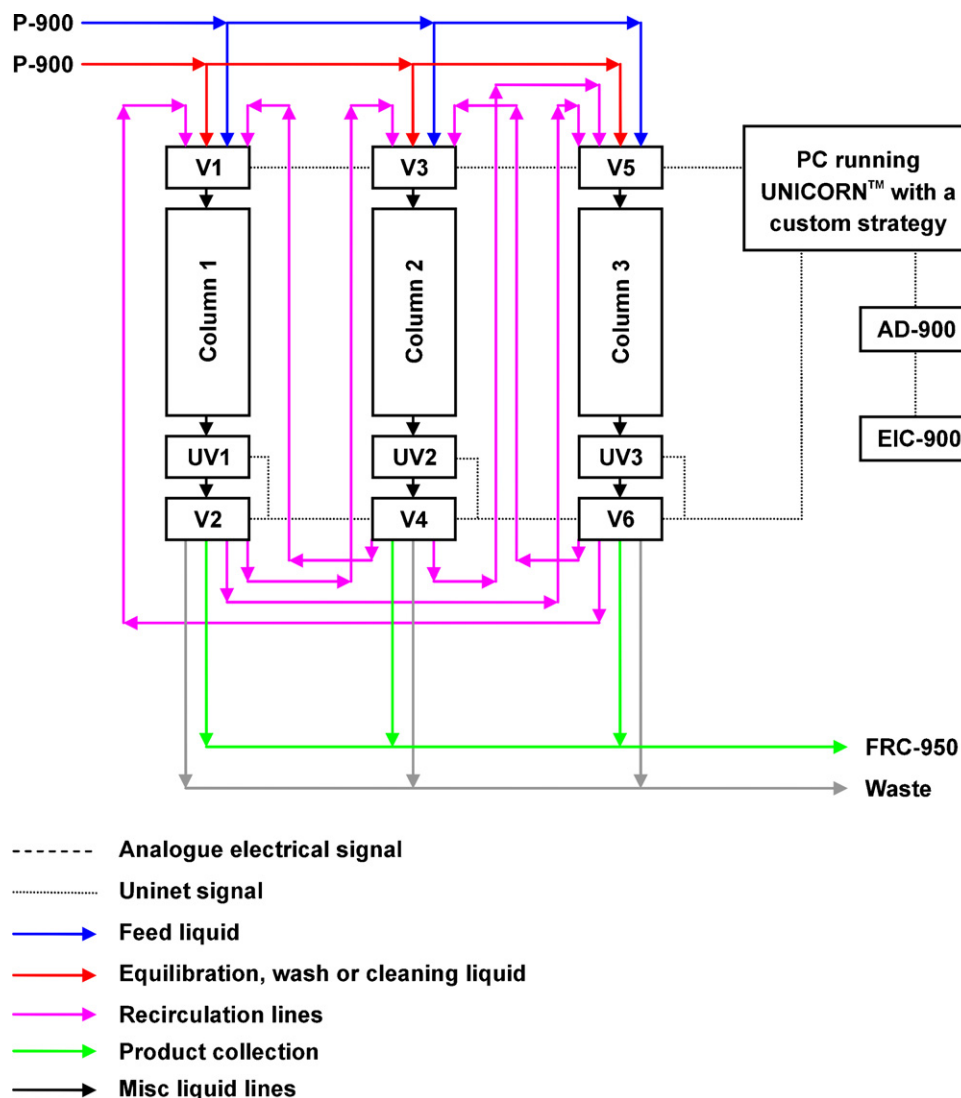 P-900
P-900
V1
V3
V5
PC running
UNICORN™ with a
custom strategy
Column 1
Column 2
Column 3
AD-900
EIC-900
UV1
UV2
UV3
V2
V4
V6
FRC-950
Waste
Analogue electrical signal
Uninet signal
Feed liquid
Equilibration, wash or cleaning liquid
Recirculation lines
Product collection
Misc liquid lines